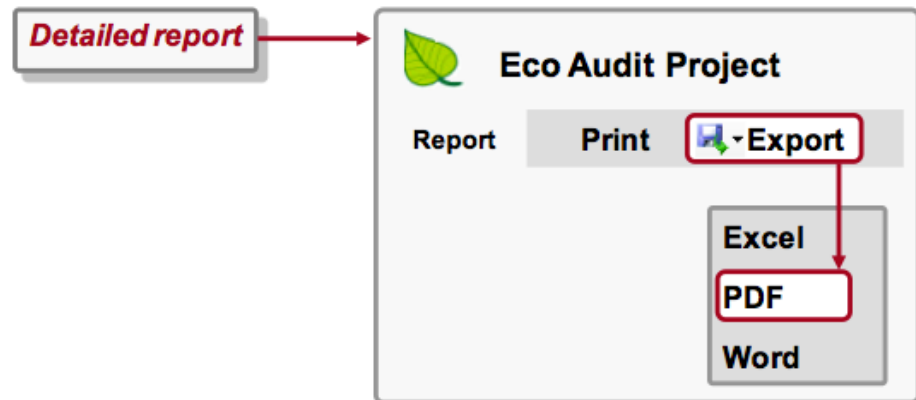 Detailed report
Eco Audit Project
Report Print Export
Excel
PDF
Word